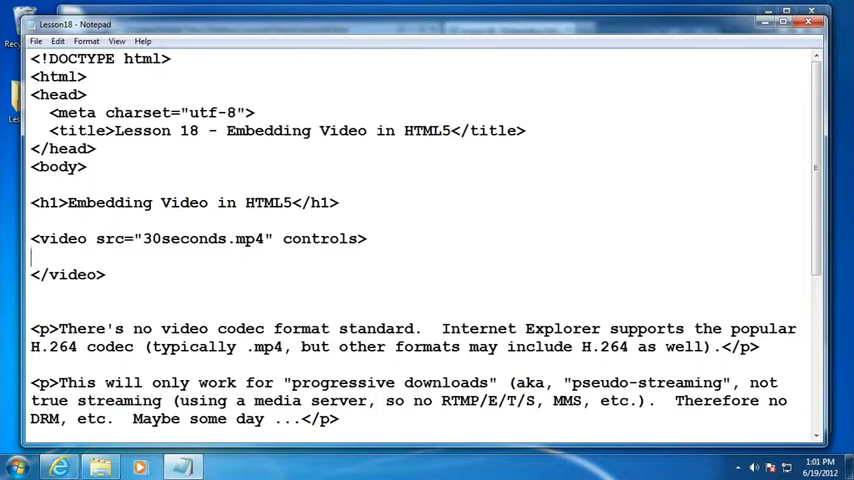 Lesson18 - Notepad
File Edit Format View Help
<!DOCTYPE html>
<html>
<head>
<meta charset="utf-8">
<title>Lesson 18 - Embedding Video in HTML5</title>
</head>
<body>
<h1>Embedding Video in HTML5</h1>
<video src="30seconds.mp4" controls>
</video>
<p>There's no video codec format standard.  Internet Explorer supports the popular
H.264 codec (typically .mp4, but other formats may include H.264 as well).</p>
<p>This will only work for "progressive downloads" (aka, "pseudo-streaming", not
true streaming (using a media server, so no RTMP/E/T/S, MMS, etc.).  Therefore no
DRM, etc.  Maybe some day ...</p>
1:01 PM
6/19/2012